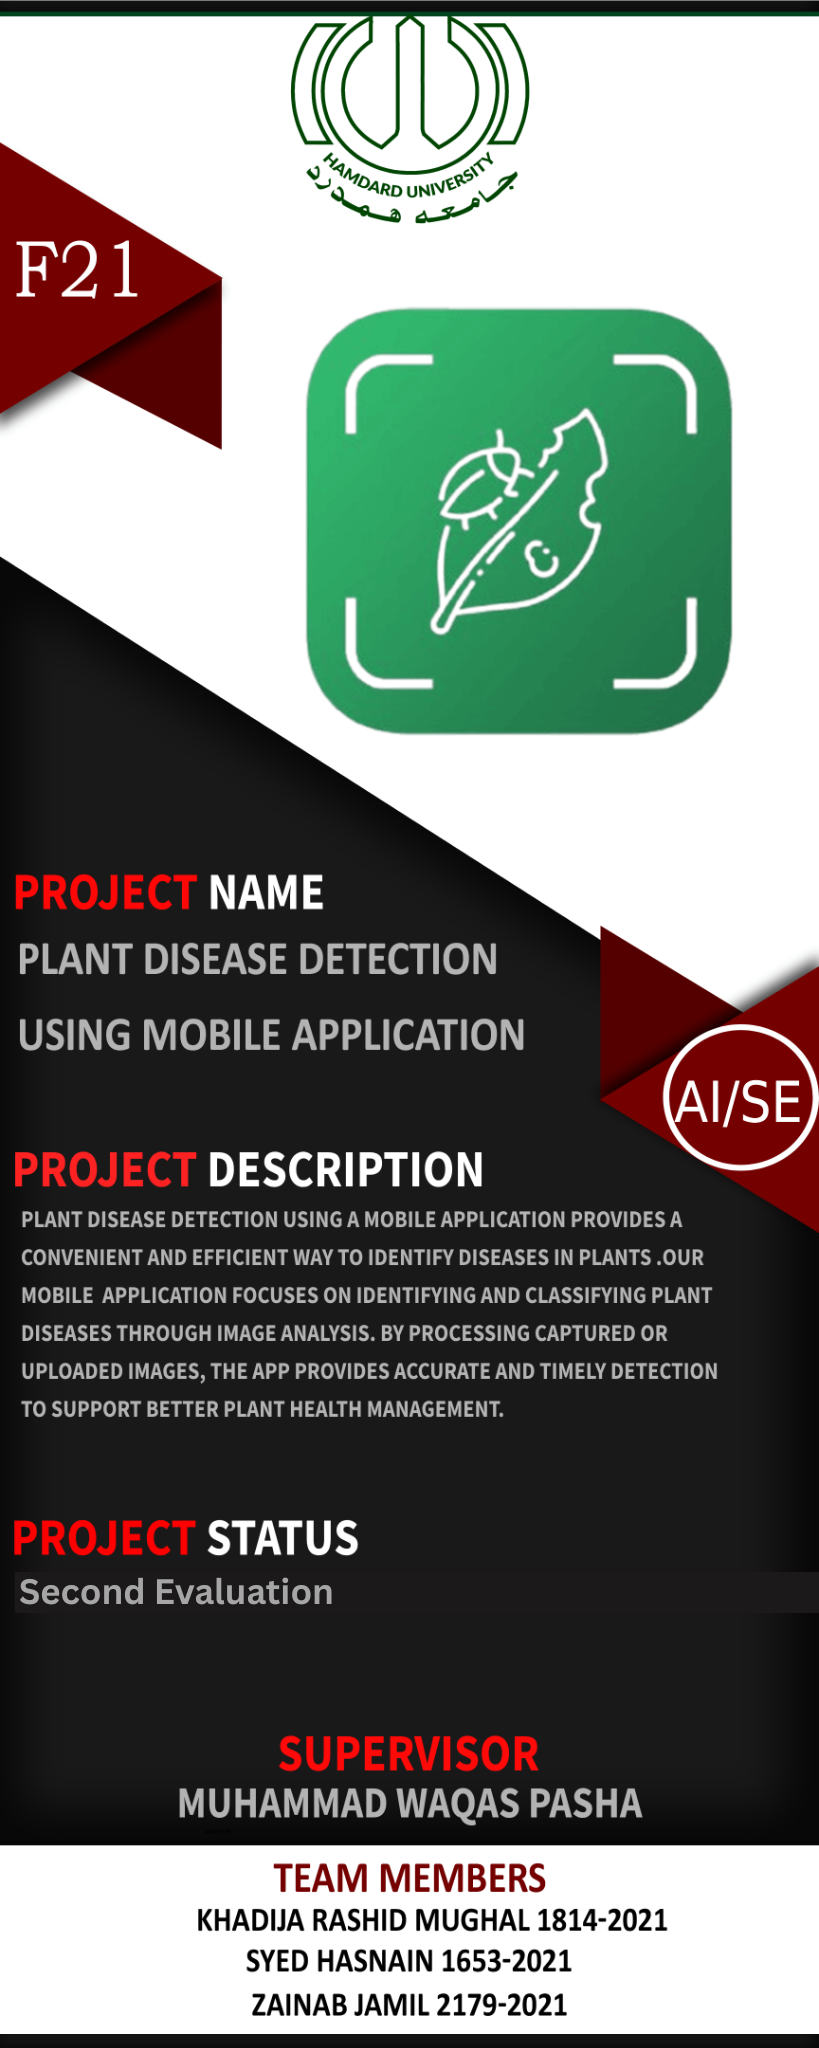 HAMDARD UNIVERSITY
جامعه همدرد
F21
PROJECT NAME
PLANT DISEASE DETECTION
USING MOBILE APPLICATION
AI/SE
PROJECT DESCRIPTION
PLANT DISEASE DETECTION USING A MOBILE APPLICATION PROVIDES A
CONVENIENT AND EFFICIENT WAY TO IDENTIFY DISEASES IN PLANTS .OUR
MOBILE  APPLICATION FOCUSES ON IDENTIFYING AND CLASSIFYING PLANT
DISEASES THROUGH IMAGE ANALYSIS. BY PROCESSING CAPTURED OR
UPLOADED IMAGES, THE APP PROVIDES ACCURATE AND TIMELY DETECTION
TO SUPPORT BETTER PLANT HEALTH MANAGEMENT.
PROJECT STATUS
Second Evaluation
SUPERVISOR
MUHAMMAD WAQAS PASHA
TEAM MEMBERS
KHADIJA RASHID MUGHAL 1814-2021
SYED HASNAIN 1653-2021
ZAINAB JAMIL 2179-2021